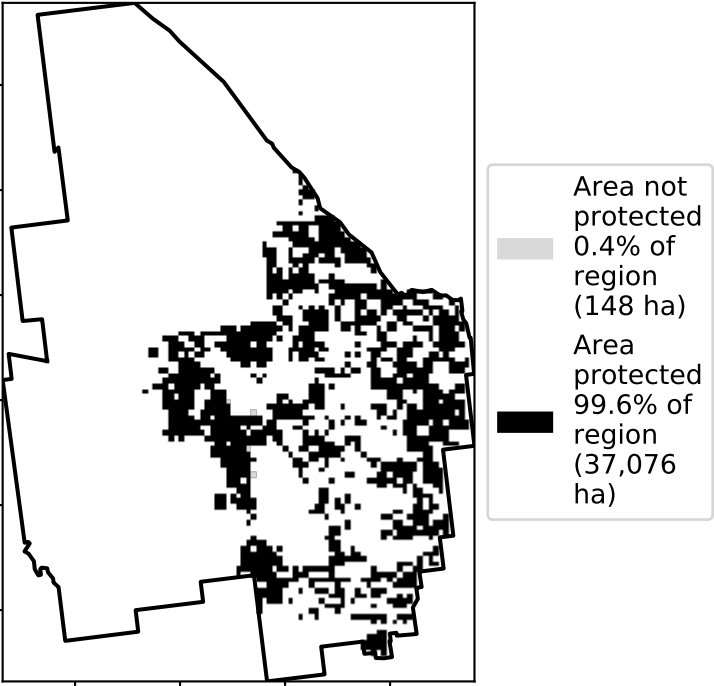 Area not
protected
0.4% of
region
(148 ha)
Area
protected
99.6% of
region
(37,076
ha)